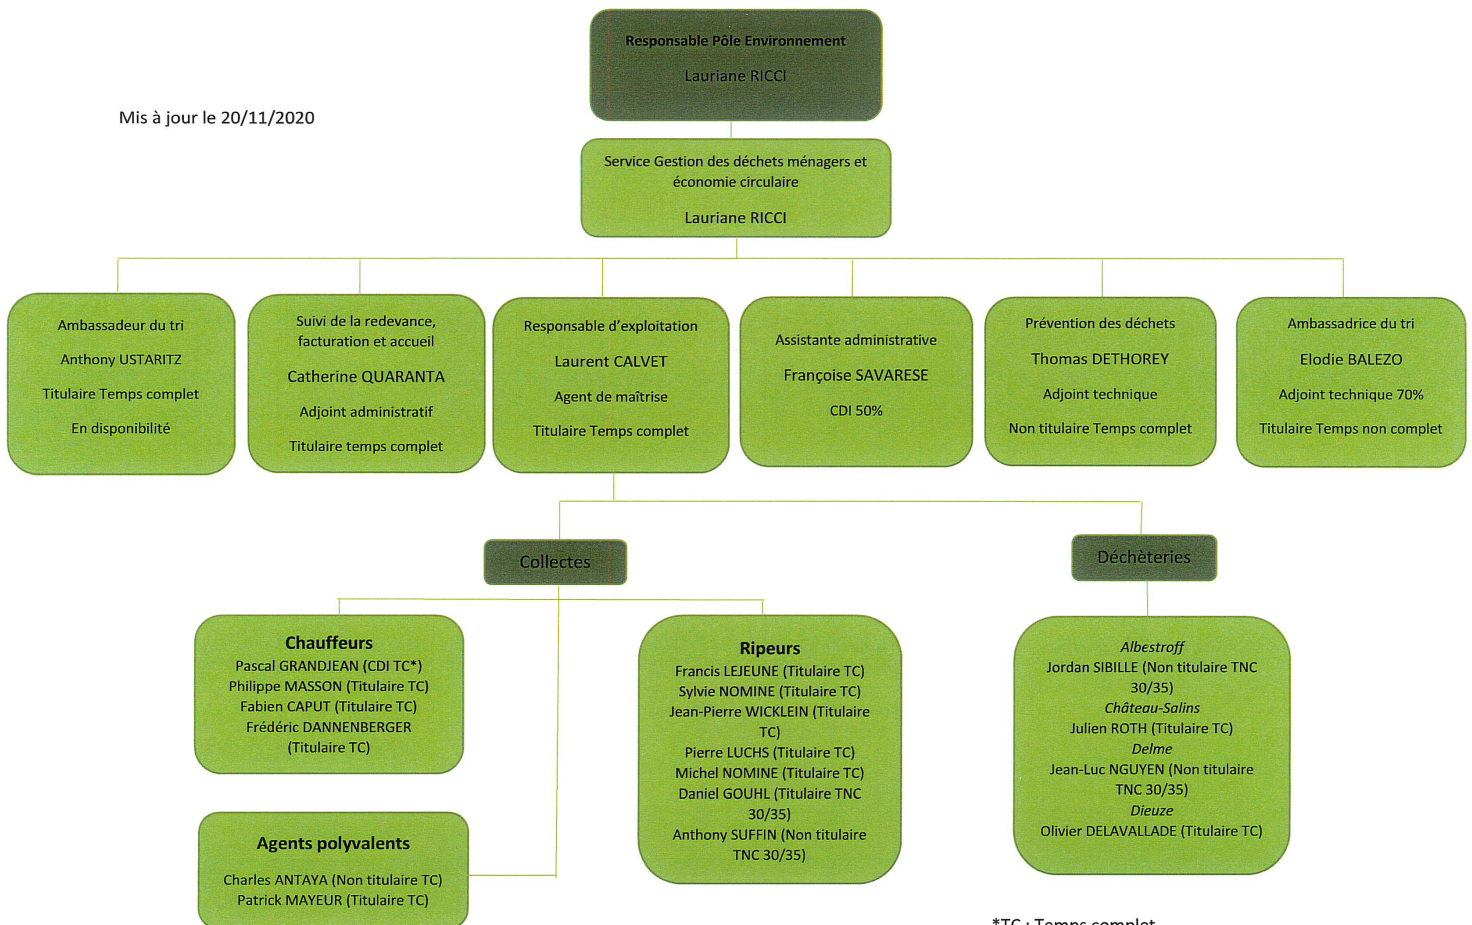 Responsable Pôle Environnement
Lauriane RICCI
Mis à jour le 20/11/2020
Service Gestion des déchets ménagers et
économie circulaire
Lauriane RICCI
Ambassadeur du tri
Anthony USTARITZ
Titulaire Temps complet
En disponibilité
Suivi de la redevance,
facturation et accueil
Catherine QUARANTA
Adjoint administratif
Titulaire temps complet
Responsable d'exploitation
Laurent CALVET
Agent de maîtrise
Titulaire Temps complet
Assistante administrative
Françoise SAVARESE
CDI 50%
Prévention des déchets
Thomas DETHOREY
Adjoint technique
Non titulaire Temps complet
Ambassadrice du tri
Elodie BALEZO
Adjoint technique 70%
Titulaire Temps non complet
Collectes
Déchèteries
Chauffeurs
Pascal GRANDJEAN (CDI TC*)
Philippe MASSON (Titulaire TC)
Fabien CAPUT (Titulaire TC)
Frédéric DANNENBERGER
(Titulaire TC)
Agents polyvalents
Charles ANTAYA (Non titulaire TC)
Patrick MAYEUR (Titulaire TC)
Ripeurs
Francis LEJEUNE (Titulaire TC)
Sylvie NOMINE (Titulaire TC)
Jean-Pierre WICKLEIN (Titulaire
TC)
Pierre LUCHS (Titulaire TC)
Michel NOMINE (Titulaire TC)
Daniel GOUHL (Titulaire TNC
30/35)
Anthony SUFFIN (Non titulaire
TNC 30/35)
Albestroff
Jordan SIBILLE (Non titulaire TNC
30/35)
Château-Salins
Julien ROTH (Titulaire TC)
Delme
Jean-Luc NGUYEN (Non titulaire
TNC 30/35)
Dieuze
Olivier DELAVALLADE (Titulaire TC)
*TC : Temps complet